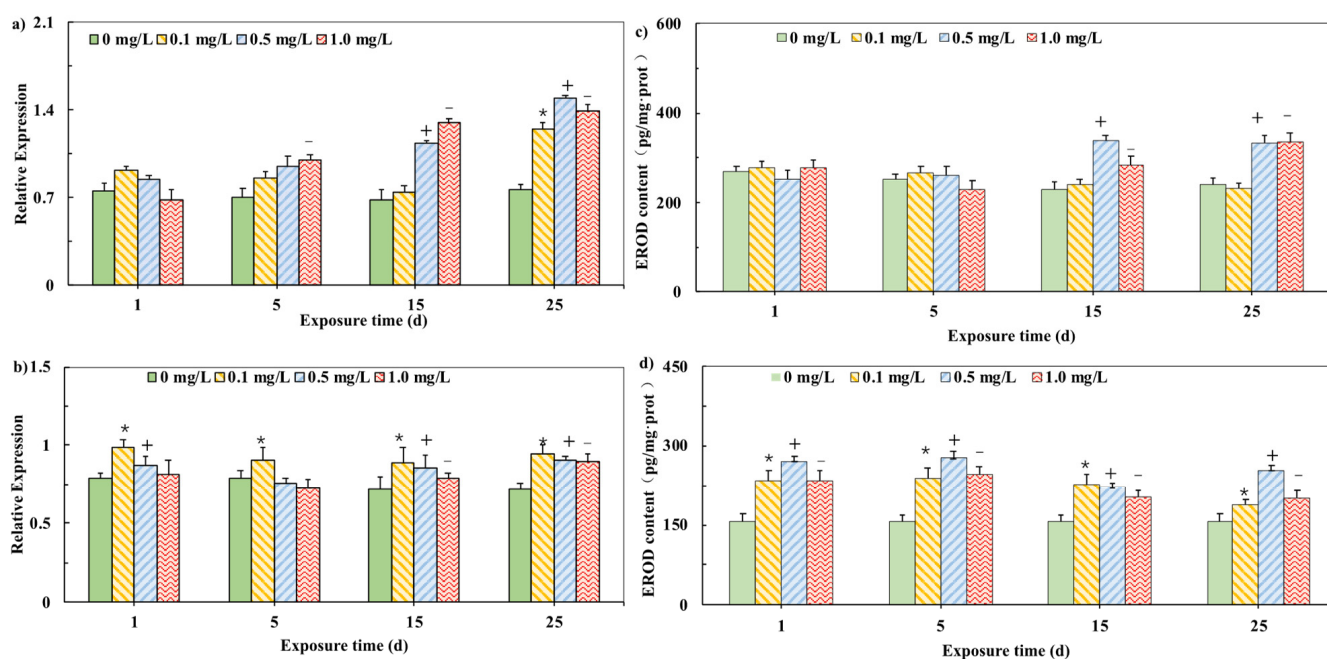 a)
2.1
1.4
0.7
0
Relative Expression
0 mg/L 0.1 mg/L 0.5 mg/L 1.0 mg/L
− + − * + −
1 5 15 25
Exposure time (d)
b)
1.5
1
0.5
0
Relative Expression
0 mg/L 0.1 mg/L 0.5 mg/L 1.0 mg/L
* + * * + − * + −
1 5 15 25
Exposure time (d)
c)
600
400
200
0
EROD content（pg/mg·prot）
0 mg/L 0.1 mg/L 0.5 mg/L 1.0 mg/L
+ − + −
1 5 15 25
Exposure time (d)
d)
450
300
150
0
EROD content（pg/mg·prot）
0 mg/L 0.1 mg/L 0.5 mg/L 1.0 mg/L
* + − * + − * + − * + −
1 5 15 25
Exposure time (d)